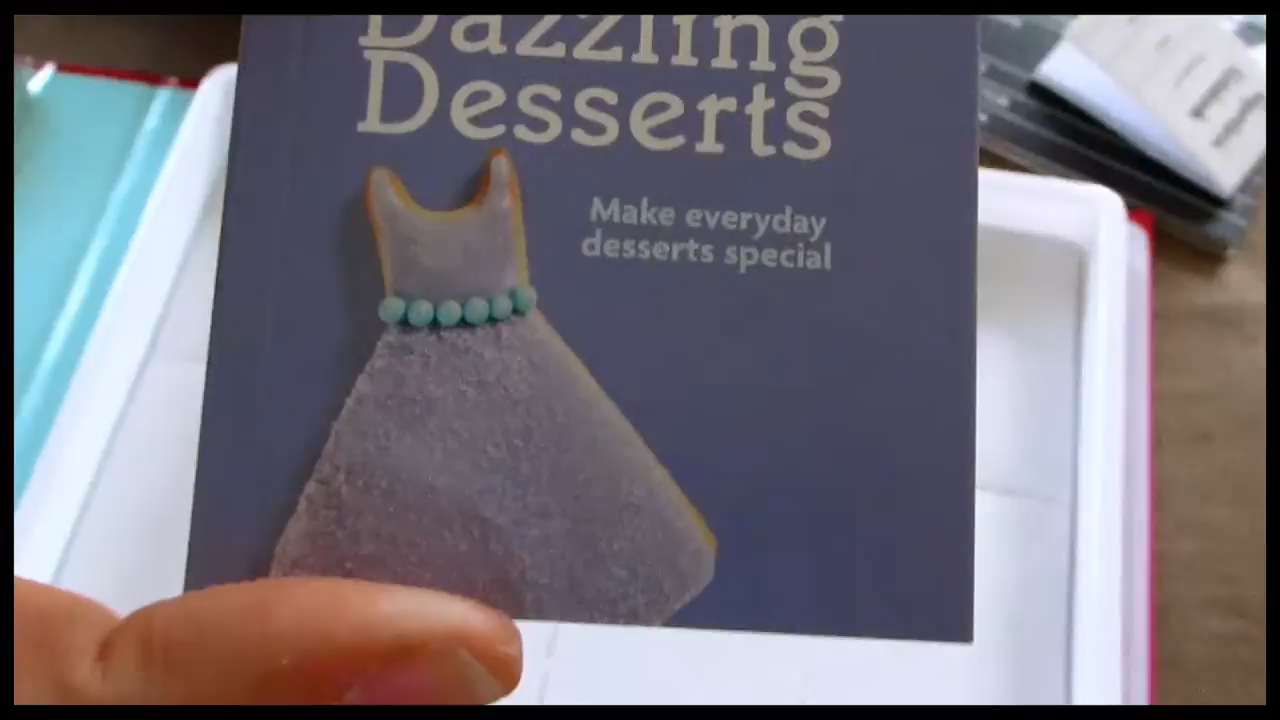 Dazzling
Desserts
Make everyday
desserts special